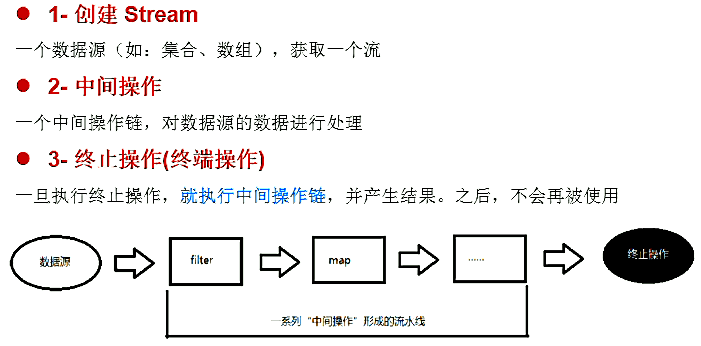 1- 创建 Stream
一个数据源（如：集合、数组），获取一个流
2- 中间操作
一个中间操作链，对数据源的数据进行处理
3- 终止操作(终端操作)
一旦执行终止操作，就执行中间操作链，并产生结果。之后，不会再被使用
数据源
filter
map
......
终止操作
一系列“中间操作”形成的流水线